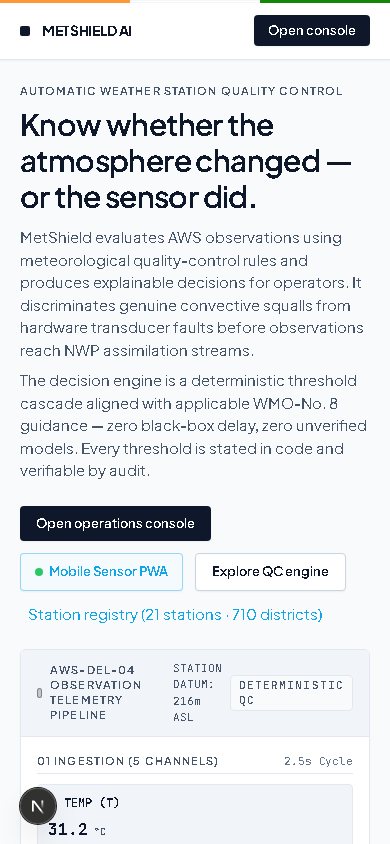 METSHIELD AI
Open console
AUTOMATIC WEATHER STATION QUALITY CONTROL
Know whether the
atmosphere changed —
or the sensor did.
MetShield evaluates AWS observations using
meteorological quality-control rules and
produces explainable decisions for operators. It
discriminates genuine convective squalls from
hardware transducer faults before observations
reach NWP assimilation streams.
The decision engine is a deterministic threshold
cascade aligned with applicable WMO-No. 8
guidance — zero black-box delay, zero unverified
models. Every threshold is stated in code and
verifiable by audit.
Open operations console
Mobile Sensor PWA
Explore QC engine
Station registry (21 stations · 710 districts)
AWS-DEL-04
OBSERVATION
TELEMETRY
PIPELINE
STATION
DATUM:
216m
ASL
DETERMINISTIC
QC
01 INGESTION (5 CHANNELS)
2.5s Cycle
N
TEMP (T)
31.2 °C